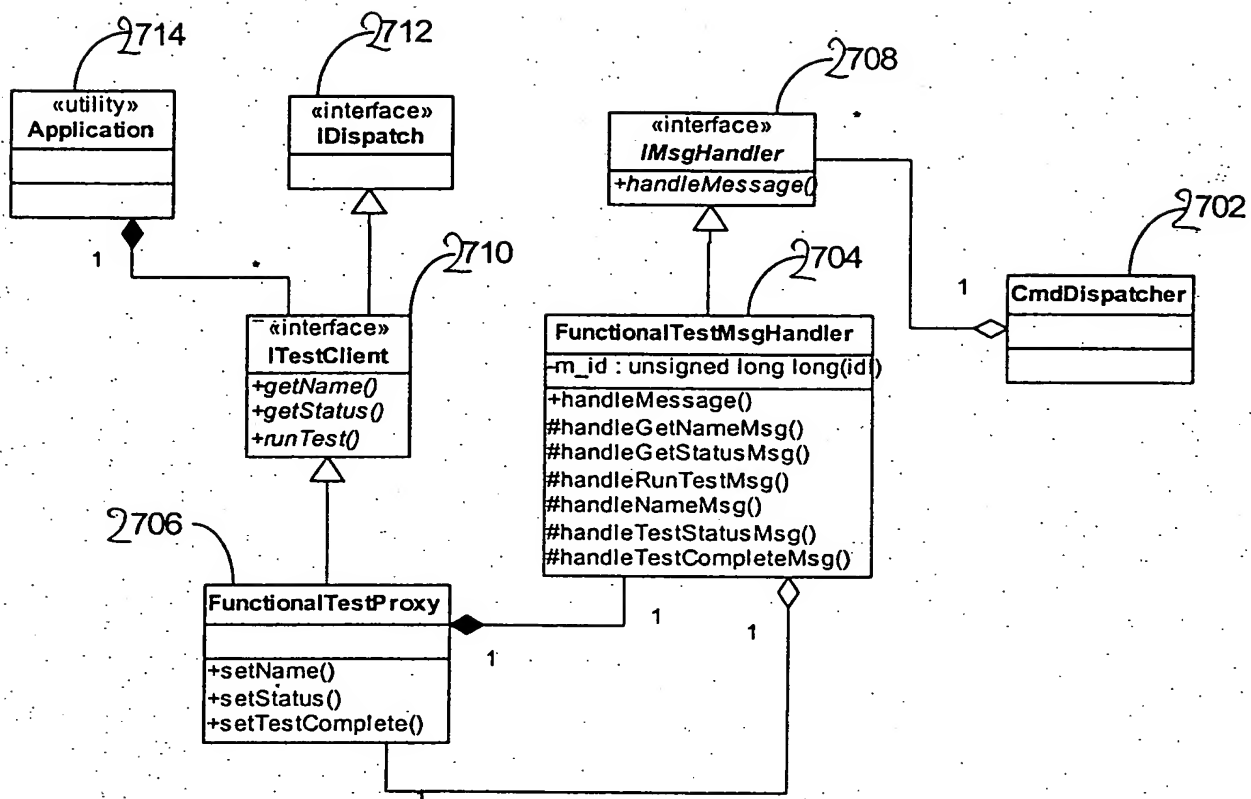 2714
2712
2708
«utility»
Application
«interface»
IDispatch
«interface»
IMsgHandler
+handleMessage()
*
2702
1
*
2710
2704
1
CmdDispatcher
«interface»
ITestClient
+getName()
+getStatus()
+runTest()
FunctionalTestMsgHandler
-m_id : unsigned long long(idl)
+handleMessage()
#handleGetNameMsg()
#handleGetStatusMsg()
#handleRunTestMsg()
#handleNameMsg()
#handleTestStatusMsg()
#handleTestCompleteMsg()
2706
FunctionalTestProxy
+setName()
+setStatus()
+setTestComplete()
1
1
1
1